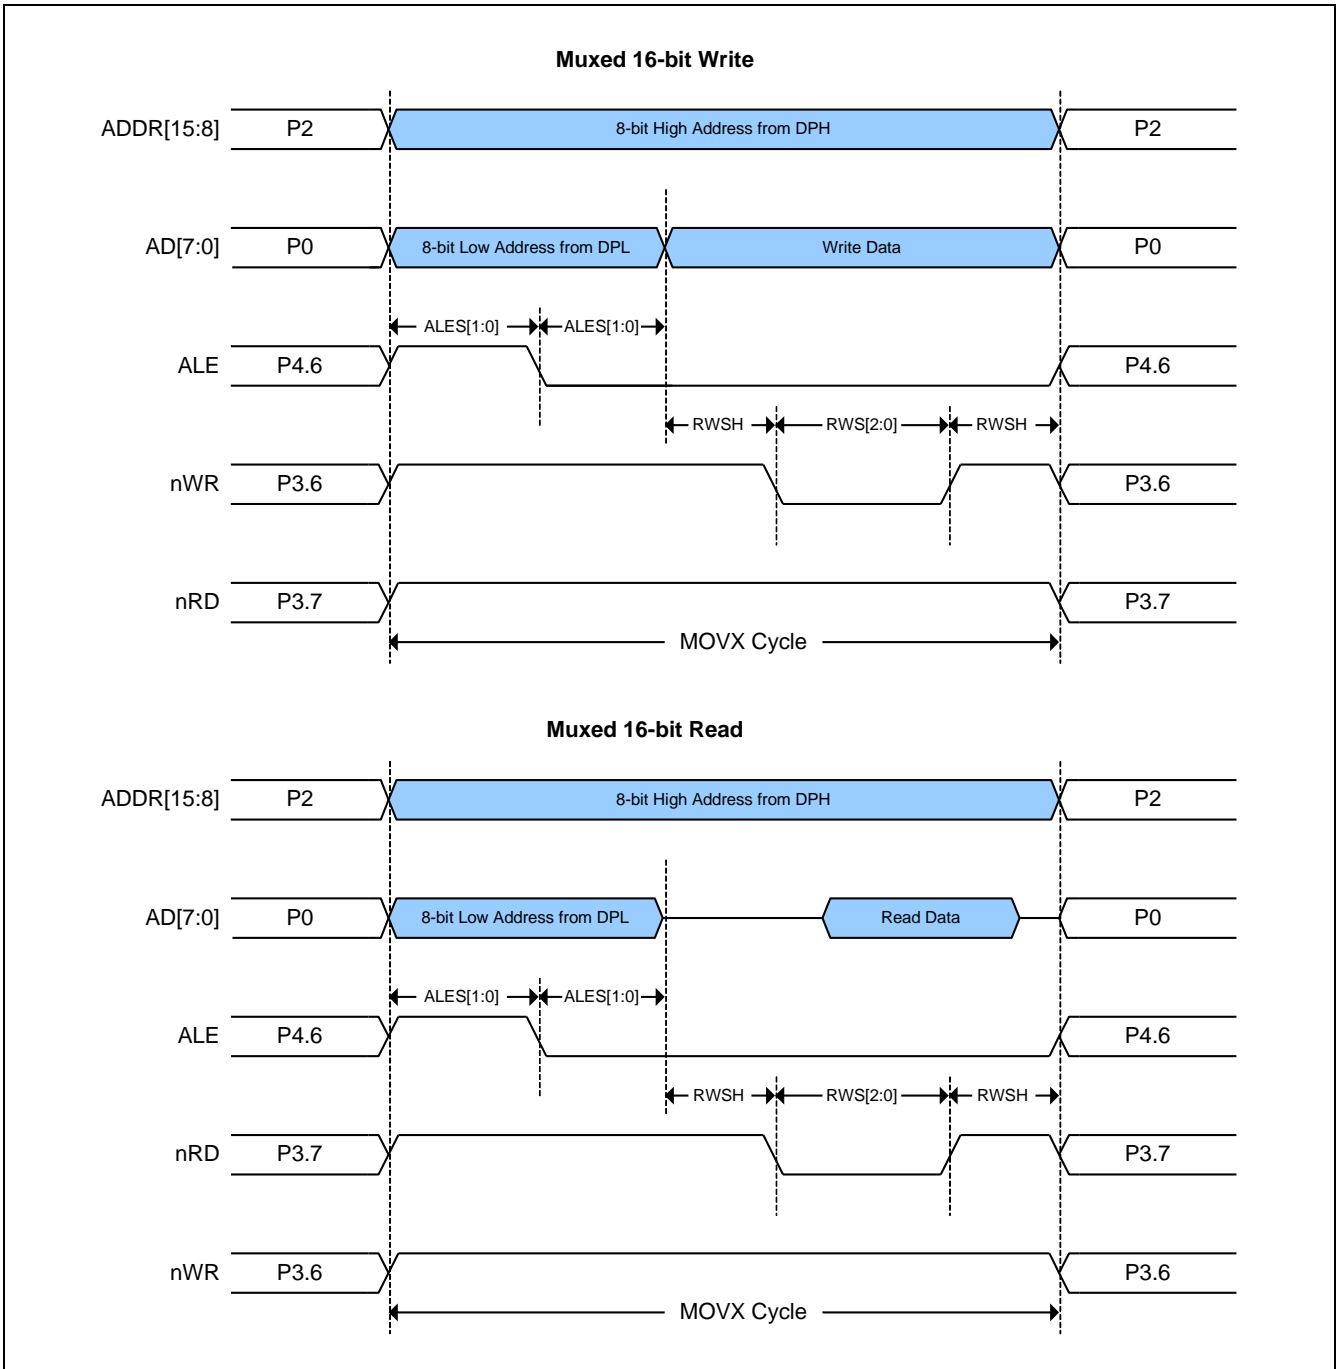 Muxed 16-bit Write
ADDR[15:8] P2 8-bit High Address from DPH P2
AD[7:0] P0 8-bit Low Address from DPL Write Data P0
ALES[1:0] ALES[1:0]
ALE P4.6 P4.6
RWSH RWS[2:0] RWSH
nWR P3.6 P3.6
nRD P3.7 P3.7
MOVX Cycle
Muxed 16-bit Read
ADDR[15:8] P2 8-bit High Address from DPH P2
AD[7:0] P0 8-bit Low Address from DPL Read Data P0
ALES[1:0] ALES[1:0]
ALE P4.6 P4.6
RWSH RWS[2:0] RWSH
nRD P3.7 P3.7
nWR P3.6 P3.6
MOVX Cycle